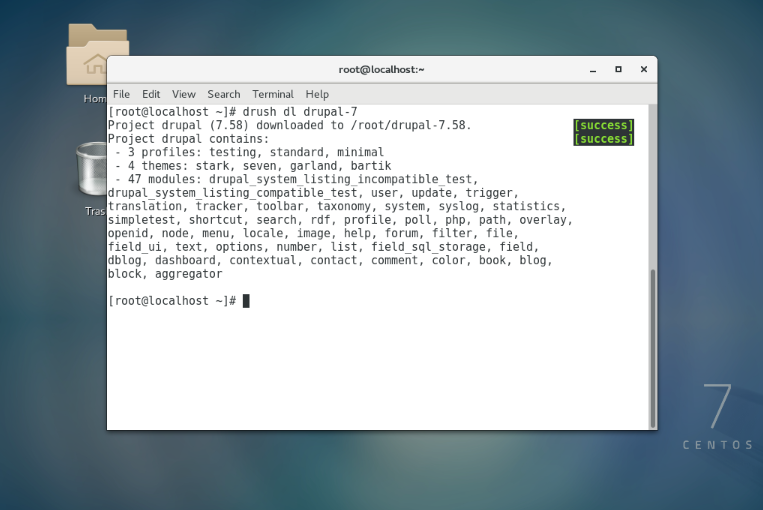 root@localhost:~
File Edit View Search Terminal Help
[root@localhost ~]# drush dl drupal-7
Project drupal (7.58) downloaded to /root/drupal-7.58. [success]
Project drupal contains: [success]
- 3 profiles: testing, standard, minimal
- 4 themes: stark, seven, garland, bartik
- 47 modules: drupal_system_listing_incompatible_test,
drupal_system_listing_compatible_test, user, update, trigger,
translation, tracker, toolbar, taxonomy, system, syslog, statistics,
simpletest, shortcut, search, rdf, profile, poll, php, path, overlay,
openid, node, menu, locale, image, help, forum, filter, file,
field_ui, text, options, number, list, field_sql_storage, field,
dblog, dashboard, contextual, contact, comment, color, book, blog,
block, aggregator
[root@localhost ~]#
Hom
Tras
7
CENTOS